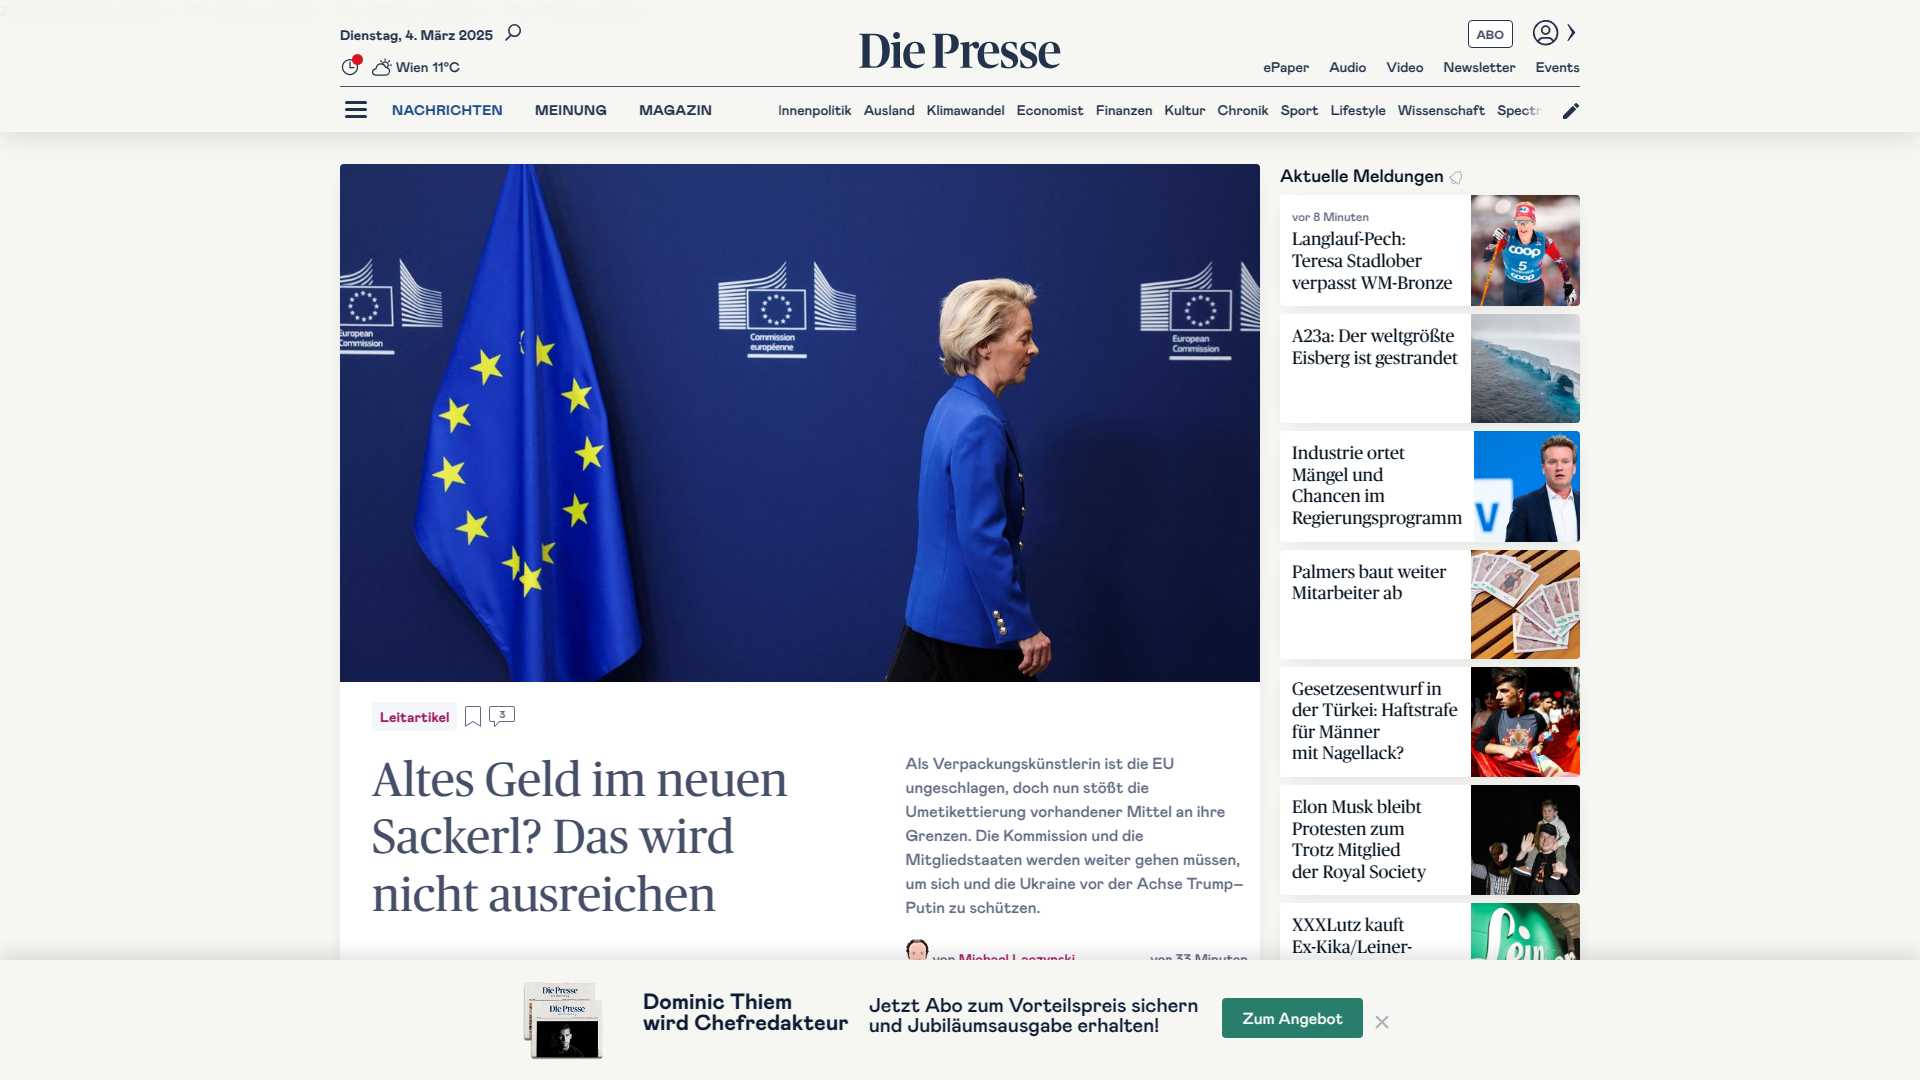 Dienstag, 4. März 2025
Die Presse
ABO
Wien 11°C
ePaper
Audio
Video
Newsletter
Events
NACHRICHTEN
MEINUNG
MAGAZIN
Innenpolitik
Ausland
Klimawandel
Economist
Finanzen
Kultur
Chronik
Sport
Lifestyle
Wissenschaft
European
Commission
Commission
européenne
European
Commission
Leitartikel
3
Altes Geld im neuen
Sackerl? Das wird
nicht ausreichen
Als Verpackungskünstlerin ist die EU
ungeschlagen, doch nun stößt die
Umetikettierung vorhandener Mittel an ihre
Grenzen. Die Kommission und die
Mitgliedstaaten werden weiter gehen müssen,
um sich und die Ukraine vor der Achse Trump–
Putin zu schützen.
von Michael Laczynski
vor 33 Minuten
Aktuelle Meldungen
vor 8 Minuten
Langlauf-Pech:
Teresa Stadlober
verpasst WM-Bronze
coop
5
coop
A23a: Der weltgrößte
Eisberg ist gestrandet
Industrie ortet
Mängel und
Chancen im
Regierungsprogramm
V
Palmers baut weiter
Mitarbeiter ab
Gesetzesentwurf in
der Türkei: Haftstrafe
für Männer
mit Nagellack?
Elon Musk bleibt
Protesten zum
Trotz Mitglied
der Royal Society
XXXLutz kauft
Ex-Kika/Leiner-
Die Presse
Die Presse
Dominic Thiem
wird Chefredakteur
Jetzt Abo zum Vorteilspreis sichern
und Jubiläumsausgabe erhalten!
Zum Angebot